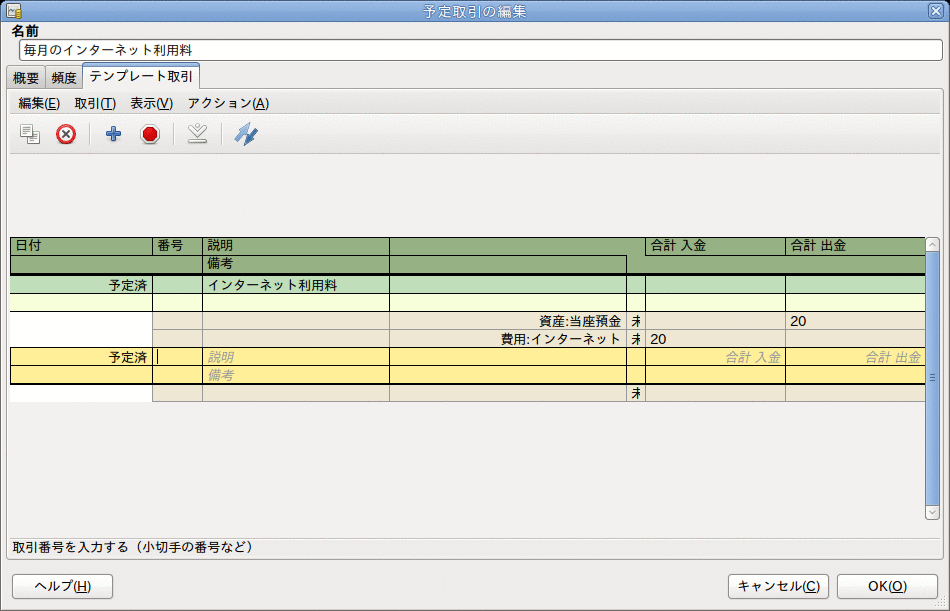 予定取引の編集
名前
毎月のインターネット利用料
概要 頻度 テンプレート取引
編集(E) 取引(T) 表示(V) アクション(A)
日付 番号 説明 合計 入金 合計 出金
備考
予定済 インターネット利用料
資産:当座預金 未 20
費用:インターネット 未 20
予定済 説明 合計 入金 合計 出金
備考
未
取引番号を入力する（小切手の番号など）
ヘルプ(H) キャンセル(C) OK(O)